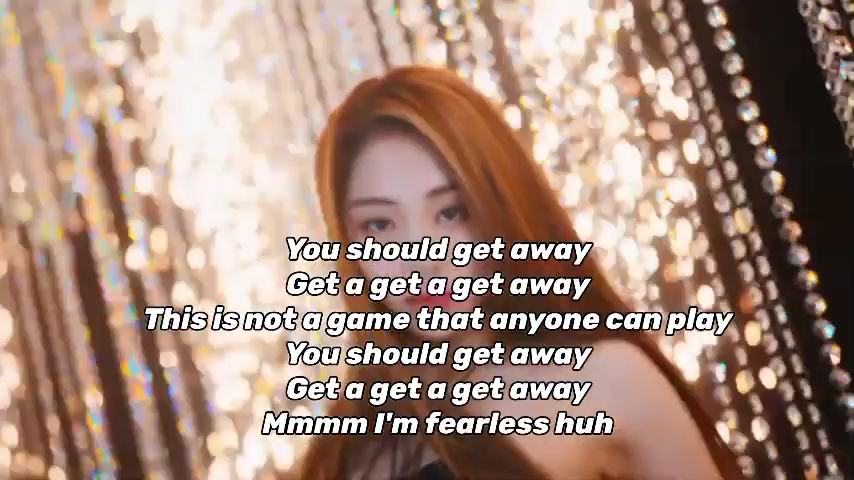 You should get away
Get a get a get away
This is not a game that anyone can play
You should get away
Get a get a get away
Mmmm I'm fearless huh